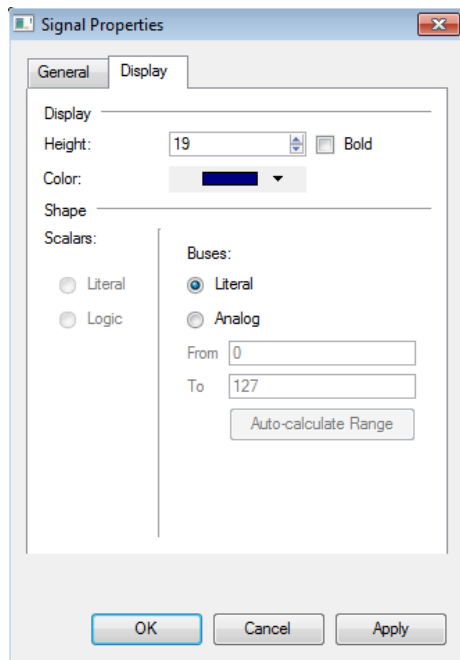 Signal Properties
General Display
Display
Height: 19 Bold
Color:
Shape
Scalars:
Literal
Logic
Buses:
Literal
Analog
From 0
To 127
Auto-calculate Range
OK Cancel Apply